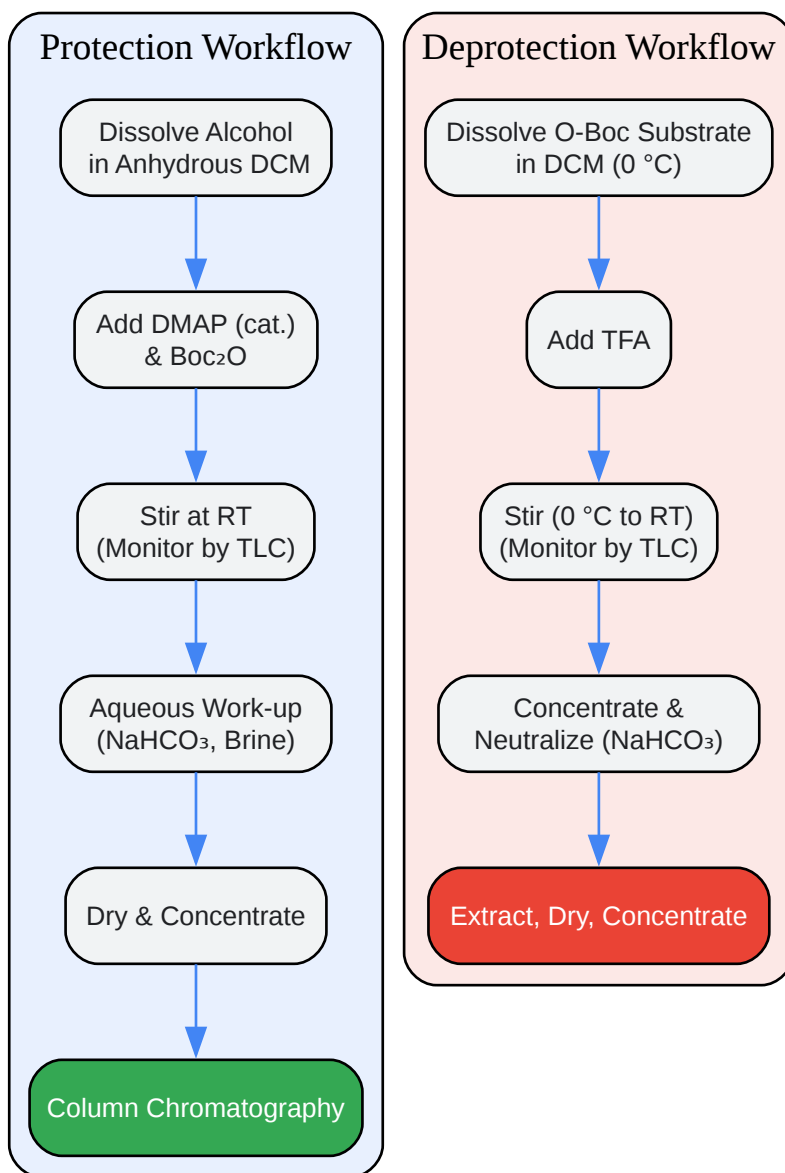 Protection Workflow
Dissolve Alcohol
in Anhydrous DCM
Add DMAP (cat.)
& Boc₂O
Stir at RT
(Monitor by TLC)
Aqueous Work-up
(NaHCO₃, Brine)
Dry & Concentrate
Column Chromatography
Deprotection Workflow
Dissolve O-Boc Substrate
in DCM (0 °C)
Add TFA
Stir (0 °C to RT)
(Monitor by TLC)
Concentrate &
Neutralize (NaHCO₃)
Extract, Dry, Concentrate